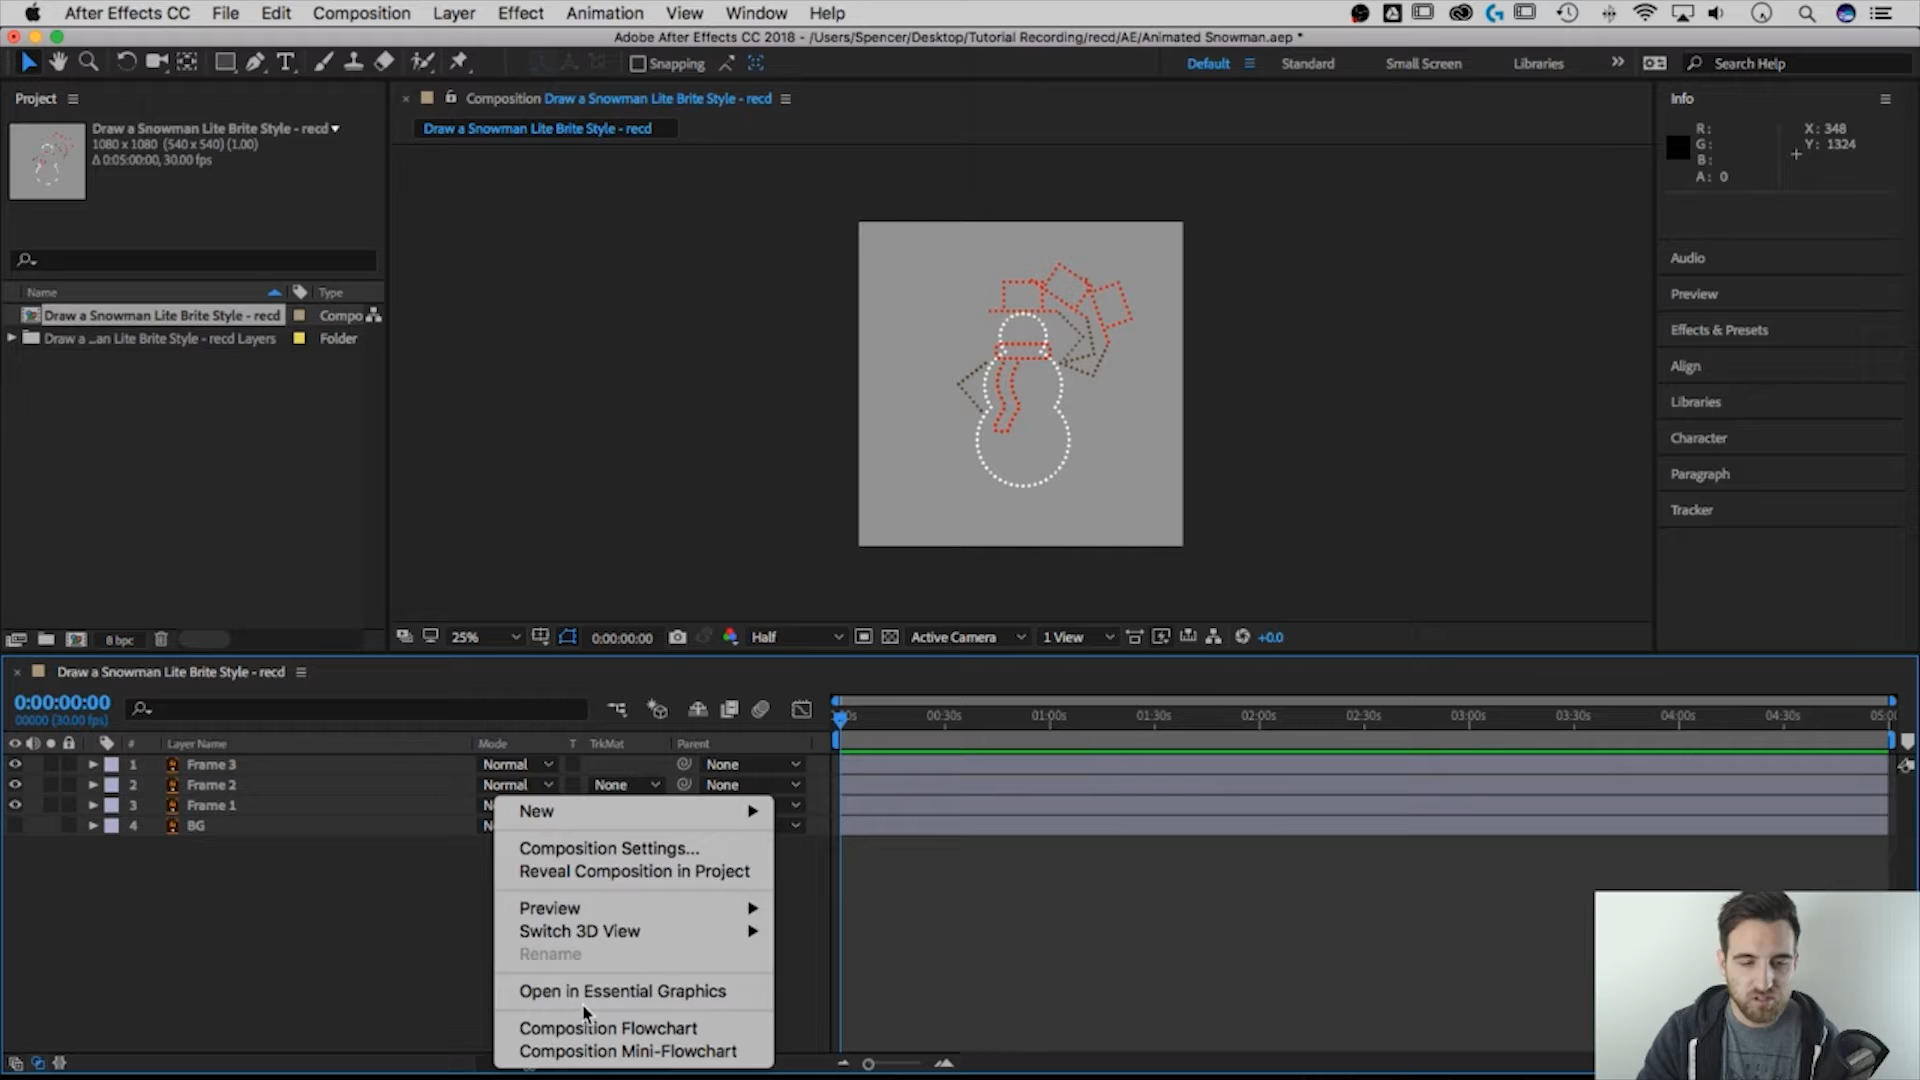 After Effects CC File Edit Composition Layer Effect Animation View Window Help
Adobe After Effects CC 2018 - /Users/Spencer/Desktop/Tutorial Recording/recd/AE/Animated Snowman.aep *
Snapping Default Standard Small Screen Libraries Search Help
Project
Composition Draw a Snowman Lite Brite Style - recd
Info
Draw a Snowman Lite Brite Style - recd
1080 x 1080 (540 x 540) (1.00)
Δ 0:05:00:00, 30.00 fps
Draw a Snowman Lite Brite Style - recd
R:
G:
B:
A: 0
X: 348
Y: 1324
Name Type
Draw a Snowman Lite Brite Style - recd Compo
Draw a ...an Lite Brite Style - recd Layers Folder
Audio
Preview
Effects & Presets
Align
Libraries
Character
Paragraph
Tracker
8 bpc
25% 0:00:00:00 Half Active Camera 1 View +0.0
Draw a Snowman Lite Brite Style - recd
0:00:00:00
00000 (30.00 fps)
00:30s 01:00s 01:30s 02:00s 02:30s 03:00s 03:30s 04:00s 04:30s
# Layer Name Mode T TrkMat Parent
1 Frame 3 Normal None
2 Frame 2 Normal None None
3 Frame 1
4 BG
New
Composition Settings...
Reveal Composition in Project
Preview
Switch 3D View
Rename
Open in Essential Graphics
Composition Flowchart
Composition Mini-Flowchart